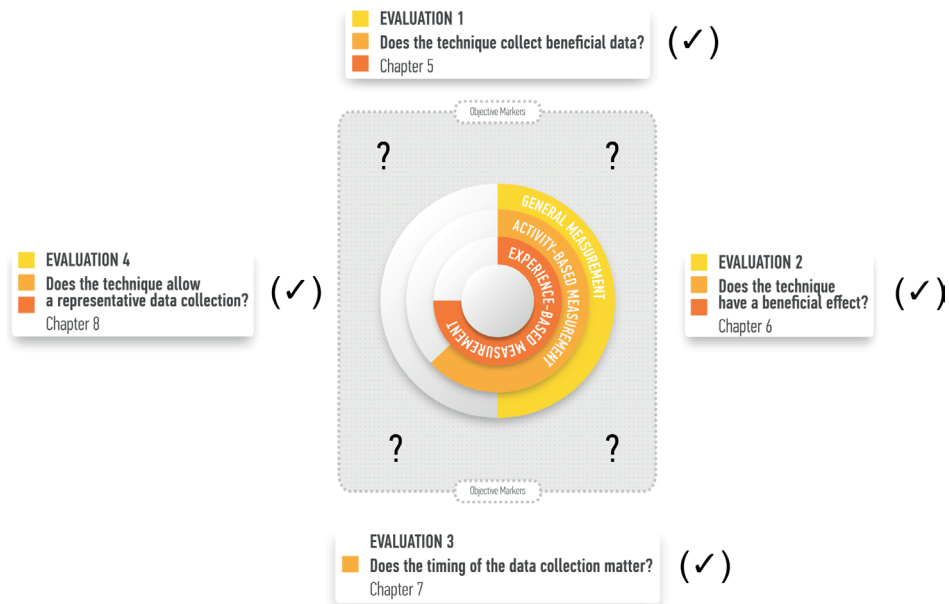 EVALUATION 1
Does the technique collect beneficial data?
Chapter 5
(✓)
Objective Markers
?
?
GENERAL MEASUREMENT
ACTIVITY-BASED MEASUREMENT
EXPERIENCE-BASED MEASUREMENT
EVALUATION 4
Does the technique allow
a representative data collection?
Chapter 8
(✓)
EVALUATION 2
Does the technique
have a beneficial effect?
Chapter 6
(✓)
?
?
Objective Markers
EVALUATION 3
Does the timing of the data collection matter?
Chapter 7
(✓)